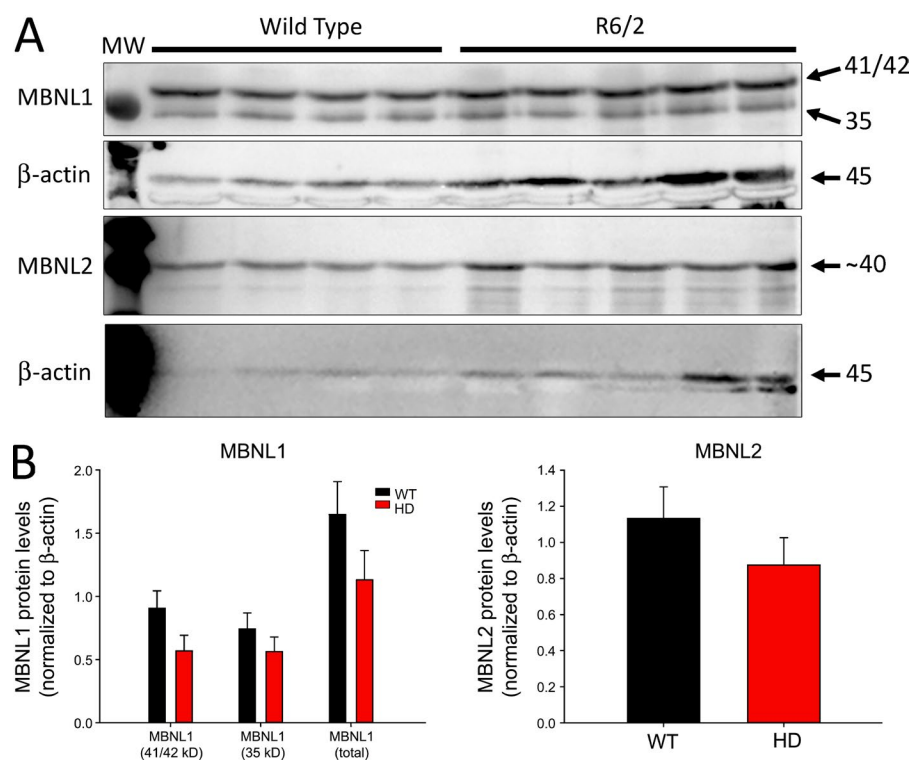 A
Wild Type
R6/2
MW
MBNL1
41/42
35
β-actin
45
MBNL2
~40
β-actin
45
B
MBNL1
MBNL1 protein levels
(normalized to β-actin)
2.0
1.5
1.0
0.5
0.0
WT
HD
MBNL1
(41/42 kD)
MBNL1
(35 kD)
MBNL1
(total)
MBNL2
MBNL2 protein levels
(normalized to β-actin)
1.4
1.2
1.0
0.8
0.6
0.4
0.2
0.0
WT
HD